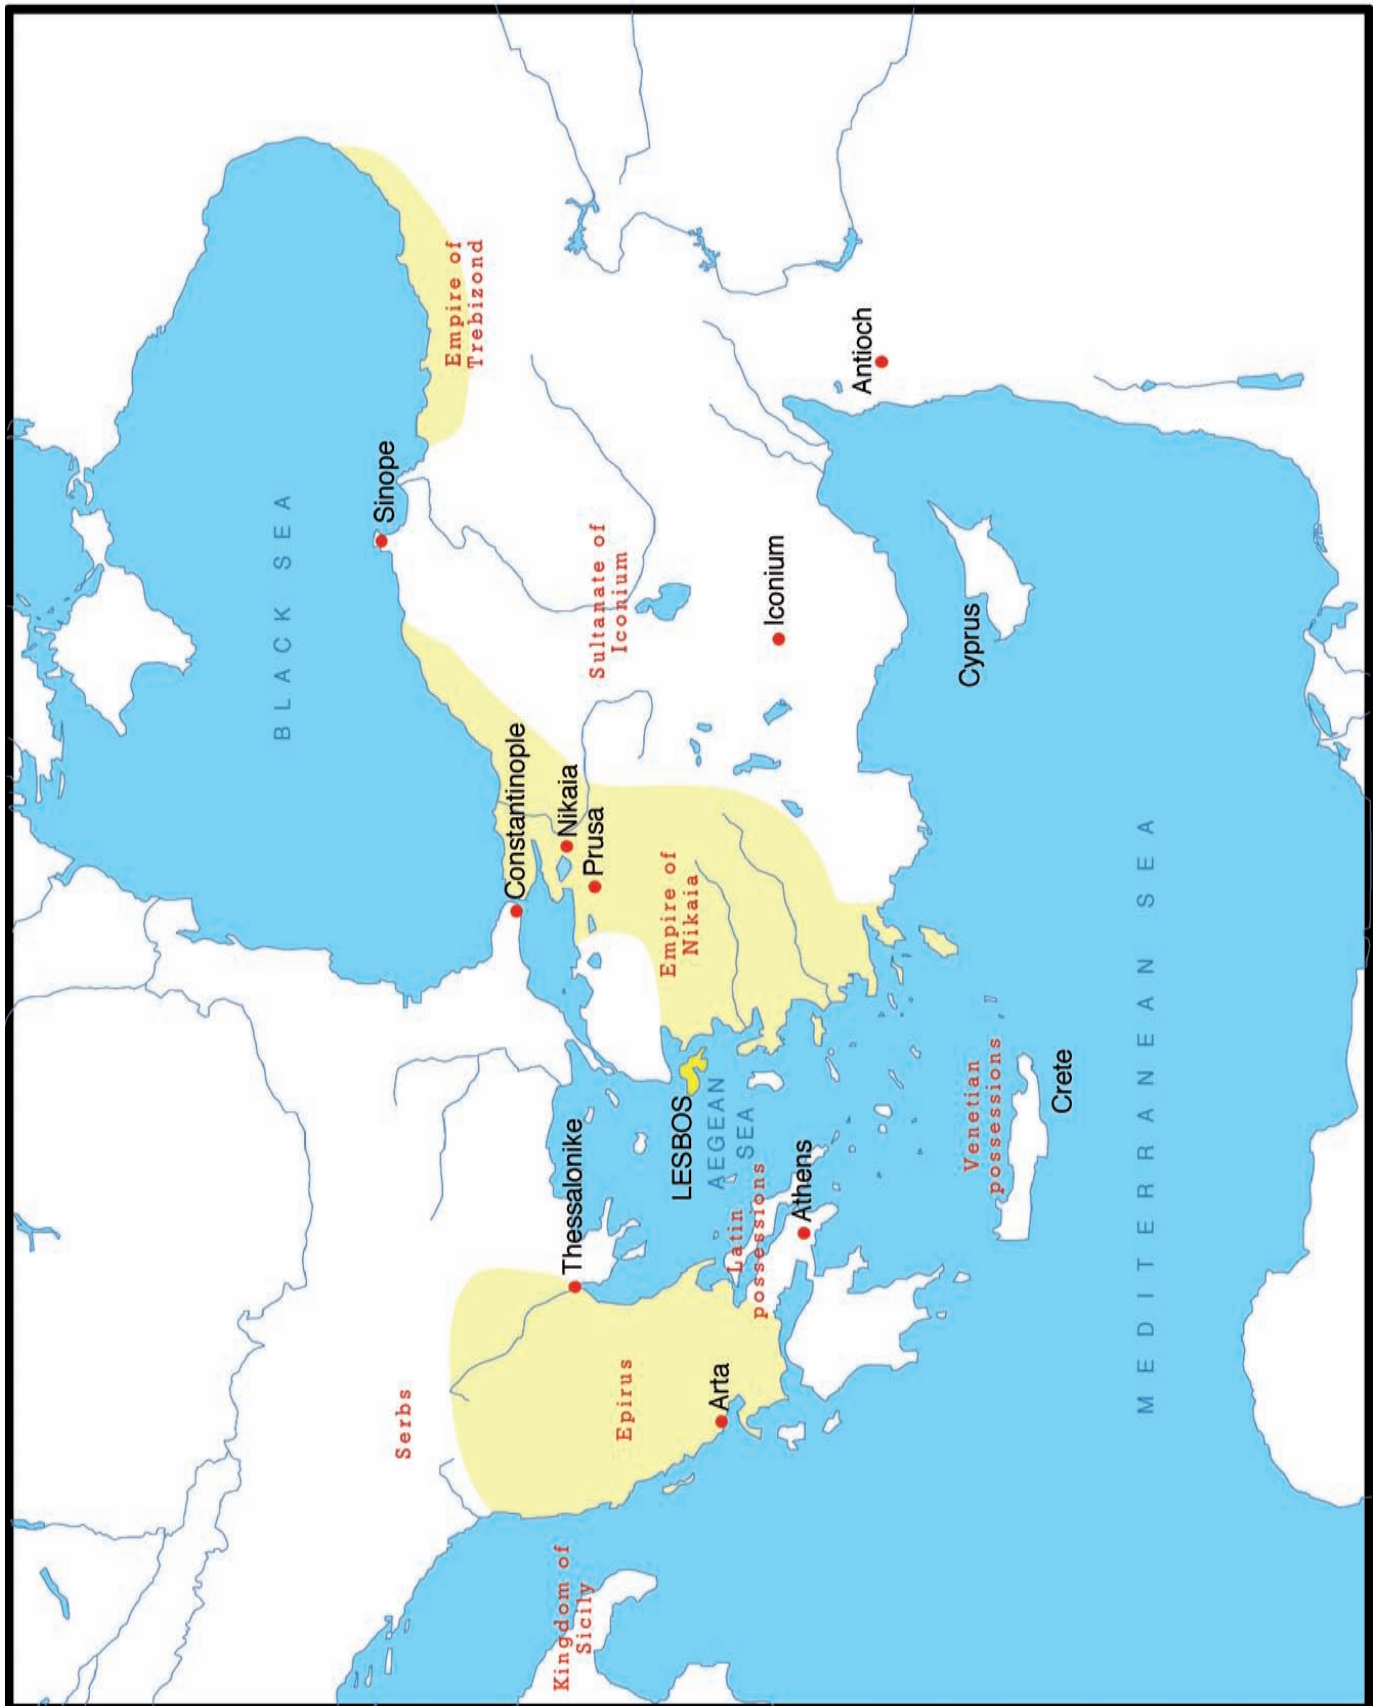 BLACK SEA
Serbs
Sinope
Empire of
Trebizond
Constantinople
Kingdom of
Sicily
Thessalonike
Nikaia
Prusa
Sultanate of
Iconium
Epirus
Empire of
Nikaia
LESBOS
AEGEAN
SEA
Arta
Latin
possessions
Athens
Iconium
Antioch
Venetian
possessions
Cyprus
Crete
MEDITERRANEAN SEA